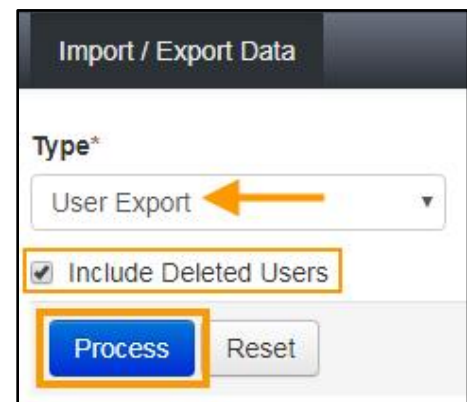 Import / Export Data
Type*
User Export
Include Deleted Users
Process Reset